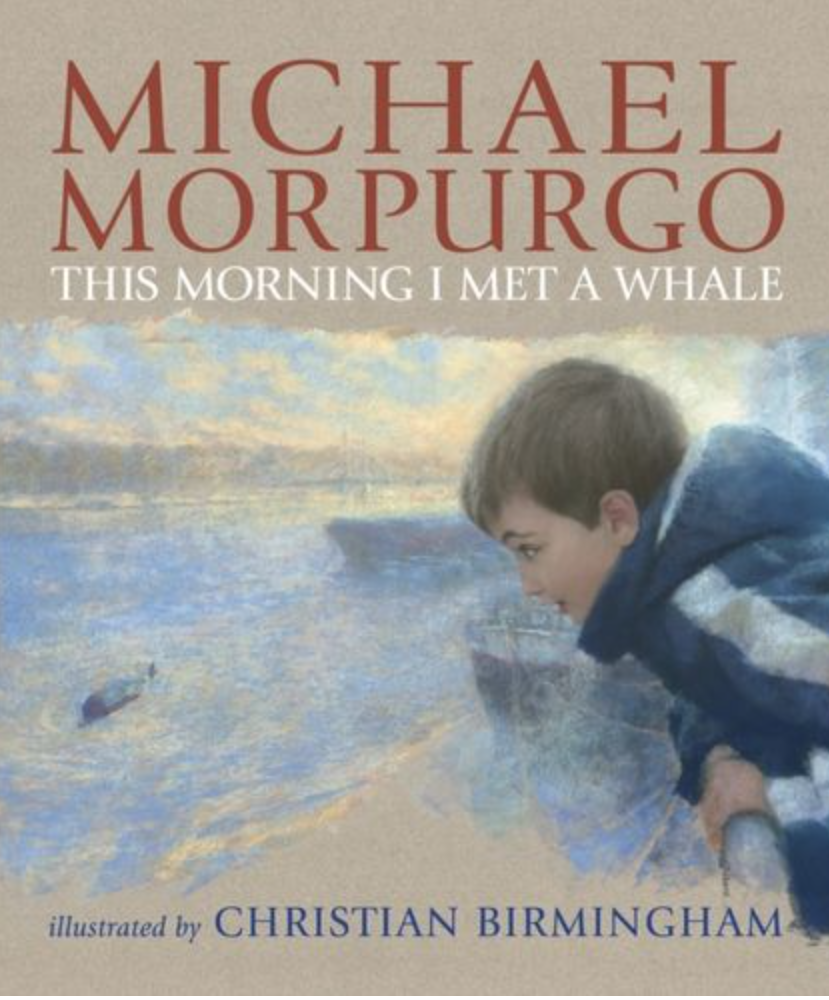 MICHAEL
MORPURGO
THIS MORNING I MET A WHALE
illustrated by CHRISTIAN BIRMINGHAM